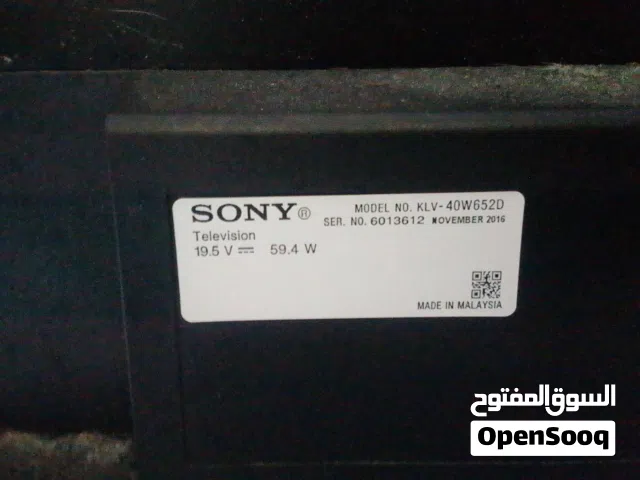 SONY®
MODEL NO. KLV-40W652D
SER. NO. 6013612 NOVEMBER 2016
Television
19.5 V ⎓ 59.4 W
MADE IN MALAYSIA
السوق المفتوح
OpenSooq